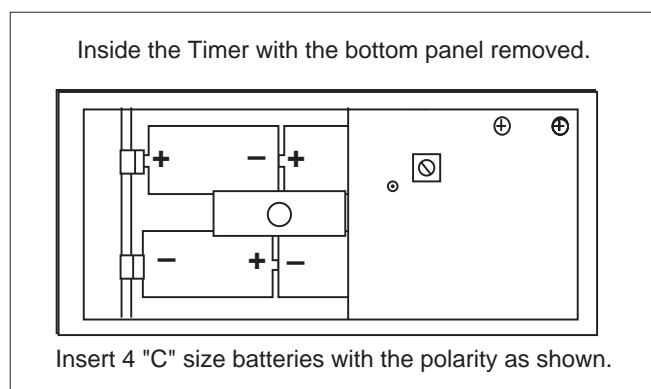 Inside the Timer with the bottom panel removed.
+ – +
– + –
Insert 4 "C" size batteries with the polarity as shown.